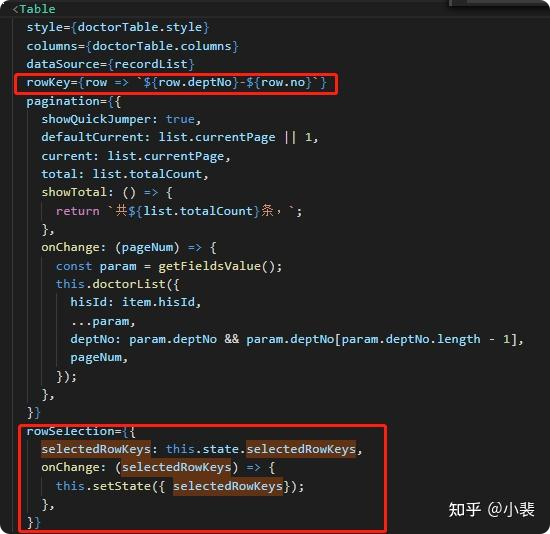 <Table
style={doctorTable.style}
columns={doctorTable.columns}
dataSource={recordList}
rowKey={row => `${row.deptNo}-${row.no}`}
pagination={{
showQuickJumper: true,
defaultCurrent: list.currentPage || 1,
current: list.currentPage,
total: list.totalCount,
showTotal: () => {
return `共${list.totalCount}条，`;
},
onChange: (pageNum) => {
const param = getFieldsValue();
this.doctorList({
hisId: item.hisId,
...param,
deptNo: param.deptNo && param.deptNo[param.deptNo.length - 1],
pageNum,
});
},
}}
rowSelection={{
selectedRowKeys: this.state.selectedRowKeys,
onChange: (selectedRowKeys) => {
this.setState({ selectedRowKeys});
},
}}
知乎 @小裴